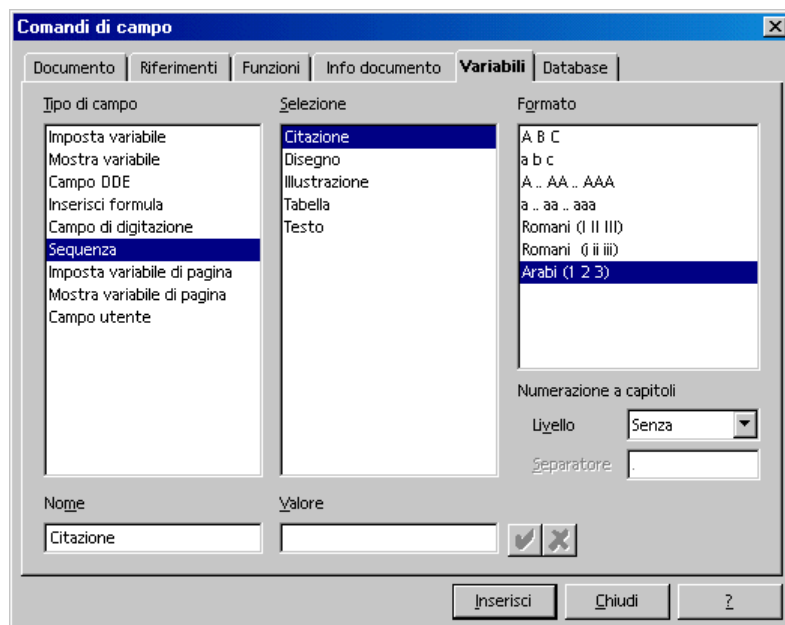 Comandi di campo
Documento
Riferimenti
Funzioni
Info documento
Variabili
Database
Tipo di campo
Imposta variabile
Mostra variabile
Campo DDE
Inserisci formula
Campo di digitazione
Sequenza
Imposta variabile di pagina
Mostra variabile di pagina
Campo utente
Selezione
Citazione
Disegno
Illustrazione
Tabella
Testo
Formato
A B C
a b c
A .. AA .. AAA
a .. aa .. aaa
Romani (I II III)
Romani (i ii iii)
Arabi (1 2 3)
Numerazione a capitoli
Livello
Senza
Separatore
.
Nome
Citazione
Valore
Inserisci
Chiudi
?